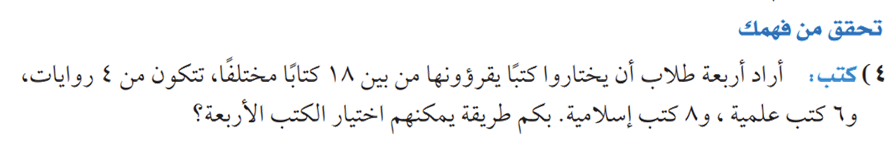 تحقق من فهمك
٤) كتب: أراد أربعة طلاب أن يختاروا كتبًا يقرؤونها من بين ١٨ كتابًا مختلفًا، تتكون من ٤ روايات،
و٦ كتب علمية ، و٨ كتب إسلامية. بكم طريقة يمكنهم اختيار الكتب الأربعة؟